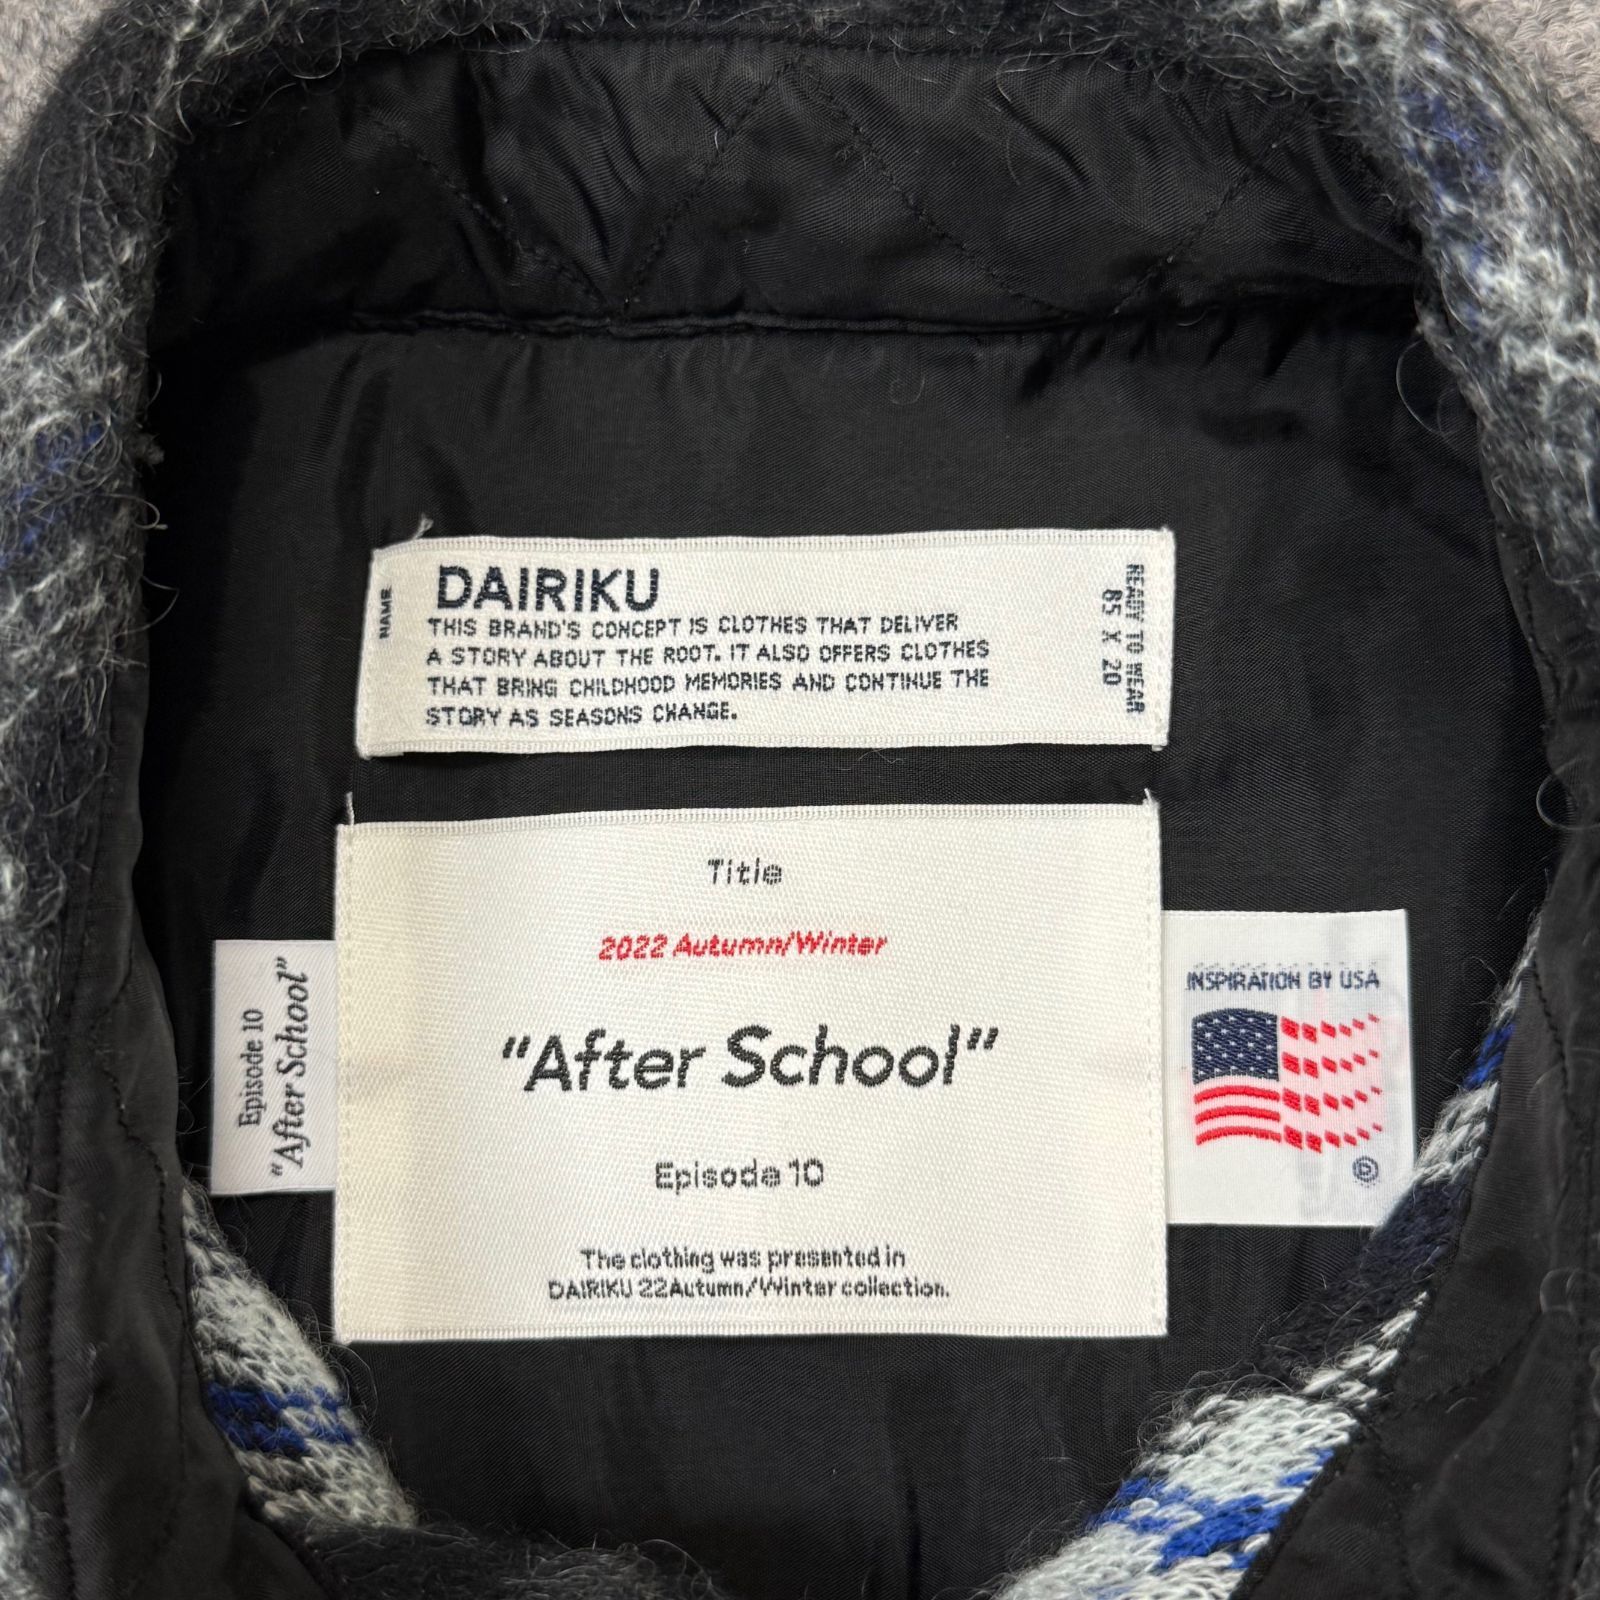 NAME
DAIRIKU
THIS BRAND'S CONCEPT IS CLOTHES THAT DELIVER
A STORY ABOUT THE ROOT. IT ALSO OFFERS CLOTHES
THAT BRING CHILDHOOD MEMORIES AND CONTINUE THE
STORY AS SEASONS CHANGE.
READY TO WEAR
85 X 20
Title
2022 Autumn/Winter
"After School"
Episode 10
The clothing was presented in
DAIRIKU 22Autumn/Winter collection.
Episode 10
"After School"
INSPIRATION BY USA